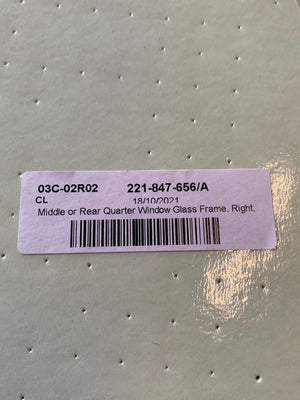 03C-02R02 221-847-656/A
CL 18/10/2021
Middle or Rear Quarter Window Glass Frame. Right,